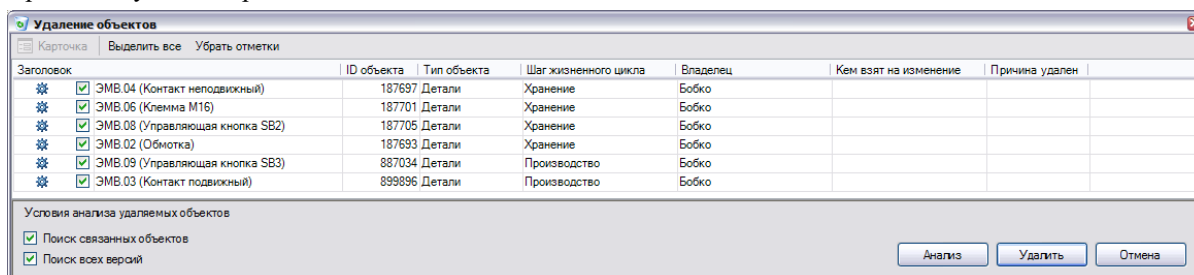 Удаление объектов
Карточка Выделить все Убрать отметки
Заголовок ID объекта Тип объекта Шаг жизненного цикла Владелец Кем взят на изменение Причина удален
ЭМВ.04 (Контакт неподвижный) 187697 Детали Хранение Бобко
ЭМВ.06 (Клемма М16) 187701 Детали Хранение Бобко
ЭМВ.08 (Управляющая кнопка SB2) 187705 Детали Хранение Бобко
ЭМВ.02 (Обмотка) 187693 Детали Хранение Бобко
ЭМВ.09 (Управляющая кнопка SB3) 887034 Детали Производство Бобко
ЭМВ.03 (Контакт подвижный) 899896 Детали Производство Бобко
Условия анализа удаляемых объектов
Поиск связанных объектов
Поиск всех версий
Анализ Удалить Отмена